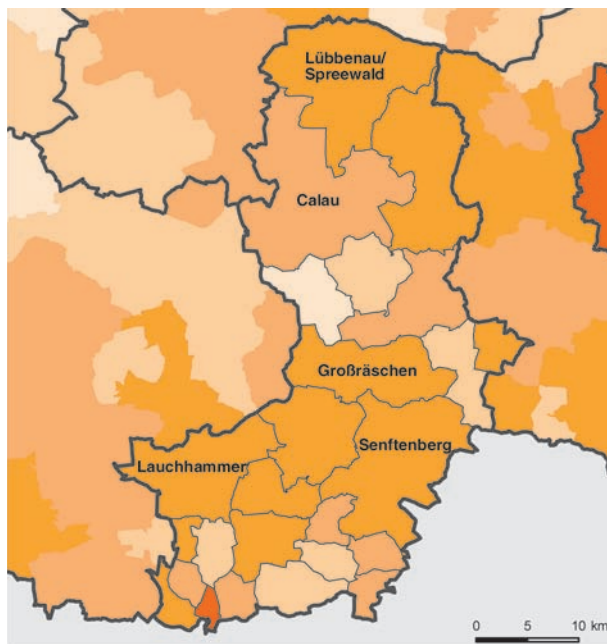 Lübbenau/
Spreewald
Calau
Großräschen
Senftenberg
Lauchhammer
0 5 10 km